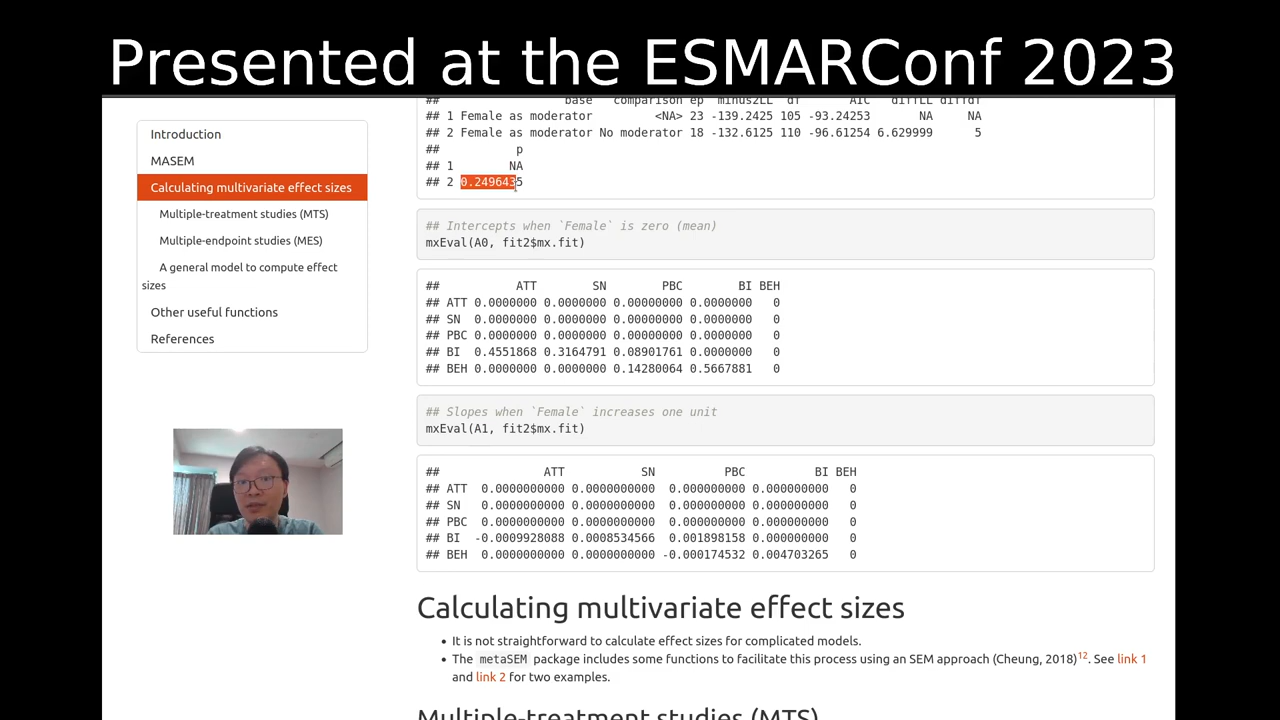 Presented at the ESMARConf 2023
Introduction
MASEM
Calculating multivariate effect sizes
Multiple-treatment studies (MTS)
Multiple-endpoint studies (MES)
A general model to compute effect
sizes
Other useful functions
References
## base comparison ep minus2LL df AIC diffLL diffdf
## 1 Female as moderator <NA> 23 -139.2425 105 -93.24253 NA NA
## 2 Female as moderator No moderator 18 -132.6125 110 -96.61254 6.629999 5
## p
## 1 NA
## 2 0.2496435
## Intercepts when `Female` is zero (mean)
mxEval(A0, fit2$mx.fit)
## ATT SN PBC BI BEH
## ATT 0.0000000 0.0000000 0.00000000 0.0000000 0
## SN 0.0000000 0.0000000 0.00000000 0.0000000 0
## PBC 0.0000000 0.0000000 0.00000000 0.0000000 0
## BI 0.4551868 0.3164791 0.08901761 0.0000000 0
## BEH 0.0000000 0.0000000 0.14280064 0.5667881 0
## Slopes when `Female` increases one unit
mxEval(A1, fit2$mx.fit)
## ATT SN PBC BI BEH
## ATT 0.0000000000 0.0000000000 0.000000000 0.000000000 0
## SN 0.0000000000 0.0000000000 0.000000000 0.000000000 0
## PBC 0.0000000000 0.0000000000 0.000000000 0.000000000 0
## BI -0.0009928088 0.0008534566 0.001898158 0.000000000 0
## BEH 0.0000000000 0.0000000000 -0.000174532 0.004703265 0
Calculating multivariate effect sizes
• It is not straightforward to calculate effect sizes for complicated models.
• The metaSEM package includes some functions to facilitate this process using an SEM approach (Cheung, 2018)12. See link 1
and link 2 for two examples.
Multiple-treatment studies (MTS)